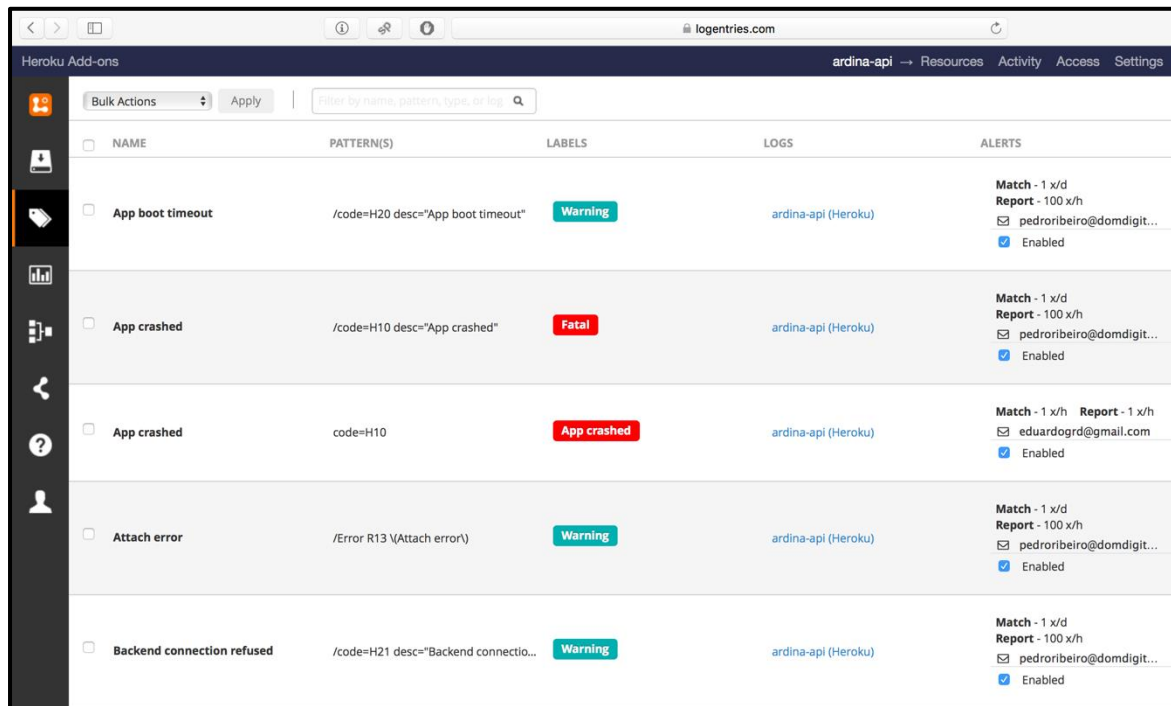 logentries.com
Heroku Add-ons ardina-api → Resources Activity Access Settings
Bulk Actions Apply Filter by name, pattern, type, or log
NAME PATTERN(S) LABELS LOGS ALERTS
Match - 1 x/d
Report - 100 x/h
App boot timeout /code=H20 desc="App boot timeout" Warning ardina-api (Heroku) pedroribeiro@domdigit...
Enabled
Match - 1 x/d
Report - 100 x/h
App crashed /code=H10 desc="App crashed" Fatal ardina-api (Heroku) pedroribeiro@domdigit...
Enabled
Match - 1 x/h Report - 1 x/h
App crashed code=H10 App crashed ardina-api (Heroku) eduardogrd@gmail.com
Enabled
Match - 1 x/d
Report - 100 x/h
Attach error /Error R13 \(Attach error\) Warning ardina-api (Heroku) pedroribeiro@domdigit...
Enabled
Match - 1 x/d
Report - 100 x/h
Backend connection refused /code=H21 desc="Backend connectio... Warning ardina-api (Heroku) pedroribeiro@domdigit...
Enabled